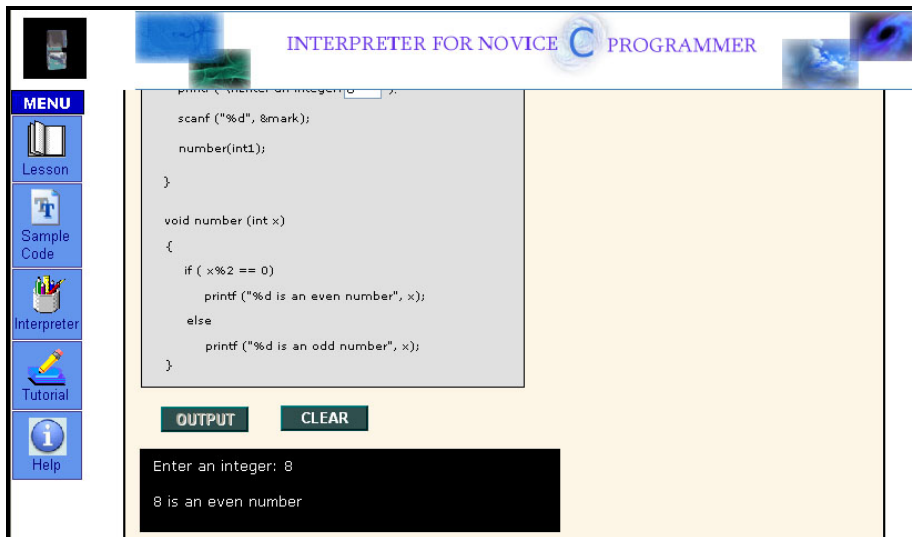 INTERPRETER FOR NOVICE C PROGRAMMER
MENU
Lesson
Sample
Code
Interpreter
Tutorial
Help
scanf ("%d", &mark);
number(int1);
}
void number (int x)
{
if ( x%2 == 0)
printf ("%d is an even number", x);
else
printf ("%d is an odd number", x);
}
OUTPUT CLEAR
Enter an integer: 8
8 is an even number